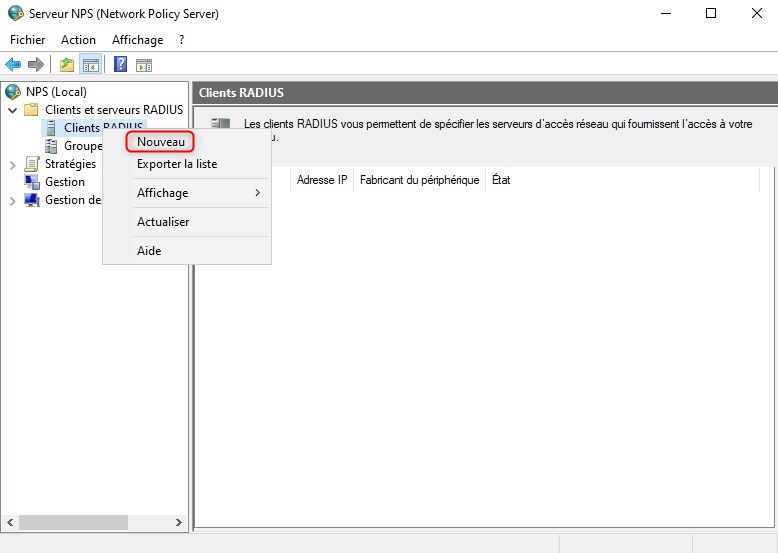 Serveur NPS (Network Policy Server)
Fichier Action Affichage ?
NPS (Local)
Clients et serveurs RADIUS
Clients RADIUS
Groupe
Stratégies
Gestion
Gestion de
Nouveau
Exporter la liste
Affichage
Actualiser
Aide
Clients RADIUS
Les clients RADIUS vous permettent de spécifier les serveurs d'accès réseau qui fournissent l'accès à votre
u.
Adresse IP Fabricant du périphérique État